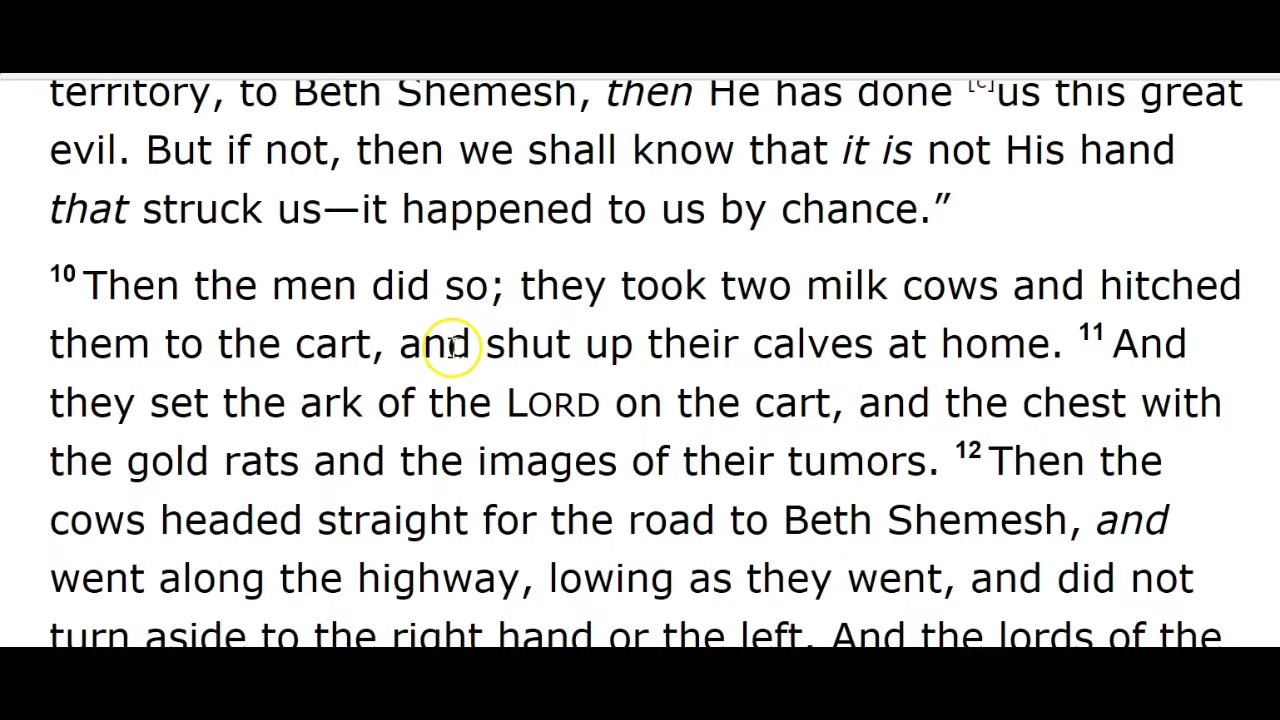 territory, to Beth Shemesh, then He has done [c]us this great
evil. But if not, then we shall know that it is not His hand
that struck us—it happened to us by chance.”
10 Then the men did so; they took two milk cows and hitched
them to the cart, and shut up their calves at home. 11 And
they set the ark of the LORD on the cart, and the chest with
the gold rats and the images of their tumors. 12 Then the
cows headed straight for the road to Beth Shemesh, and
went along the highway, lowing as they went, and did not
turn aside to the right hand or the left. And the lords of the